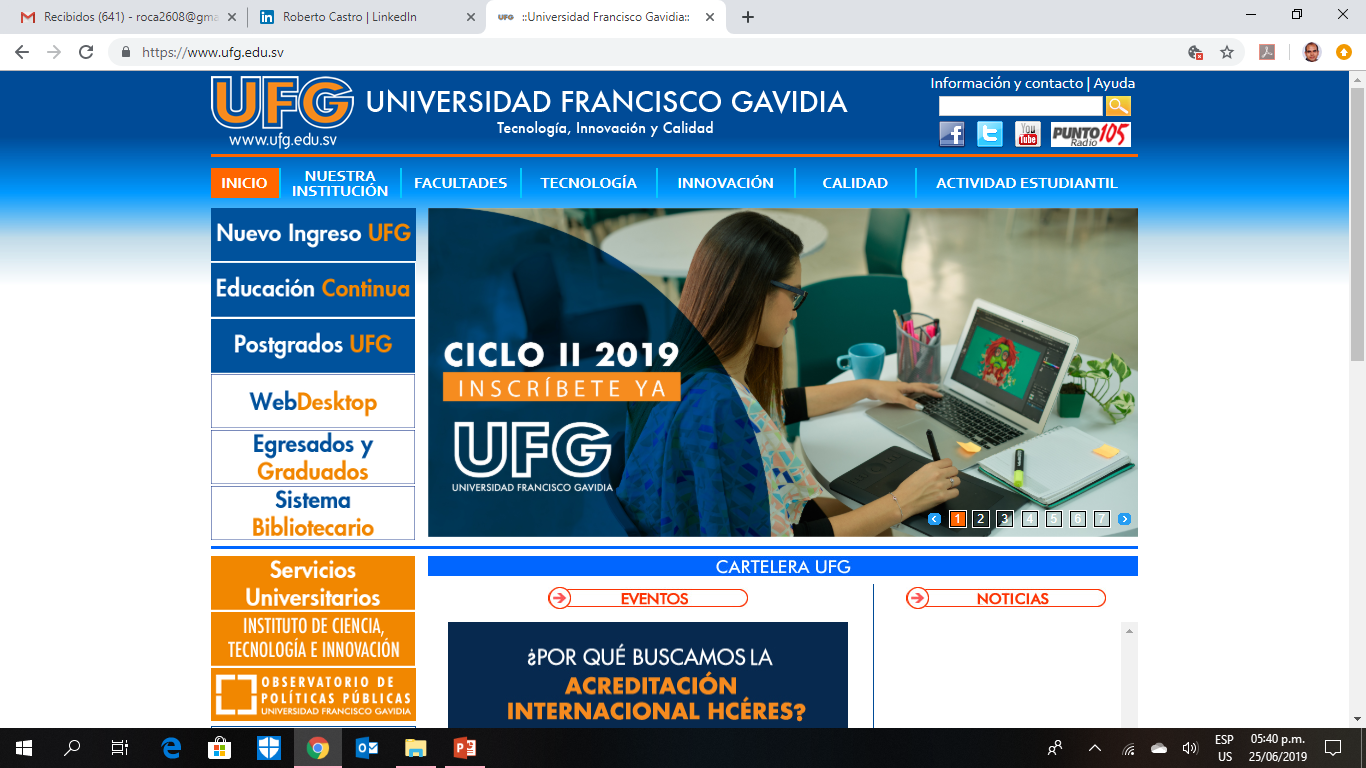 Recibidos (641) - roca2608@gma
Roberto Castro | LinkedIn
UFG ::Universidad Francisco Gavidia::
https://www.ufg.edu.sv
UFG
www.ufg.edu.sv
UNIVERSIDAD FRANCISCO GAVIDIA
Tecnología, Innovación y Calidad
Información y contacto | Ayuda
You Tube
PUNTO105
Radio
INICIO
NUESTRA
INSTITUCIÓN
FACULTADES
TECNOLOGÍA
INNOVACIÓN
CALIDAD
ACTIVIDAD ESTUDIANTIL
Nuevo Ingreso UFG
Educación Continua
Postgrados UFG
WebDesktop
Egresados y
Graduados
Sistema
Bibliotecario
CICLO II 2019
INSCRÍBETE YA
UFG
UNIVERSIDAD FRANCISCO GAVIDIA
1 2 3 4 5 6 7
Servicios
Universitarios
INSTITUTO DE CIENCIA,
TECNOLOGÍA E INNOVACIÓN
OBSERVATORIO DE
POLÍTICAS PÚBLICAS
UNIVERSIDAD FRANCISCO GAVIDIA
CARTELERA UFG
EVENTOS
NOTICIAS
¿POR QUÉ BUSCAMOS LA
ACREDITACIÓN
INTERNACIONAL HCÉRES?
ESP
US
05:40 p.m.
25/06/2019